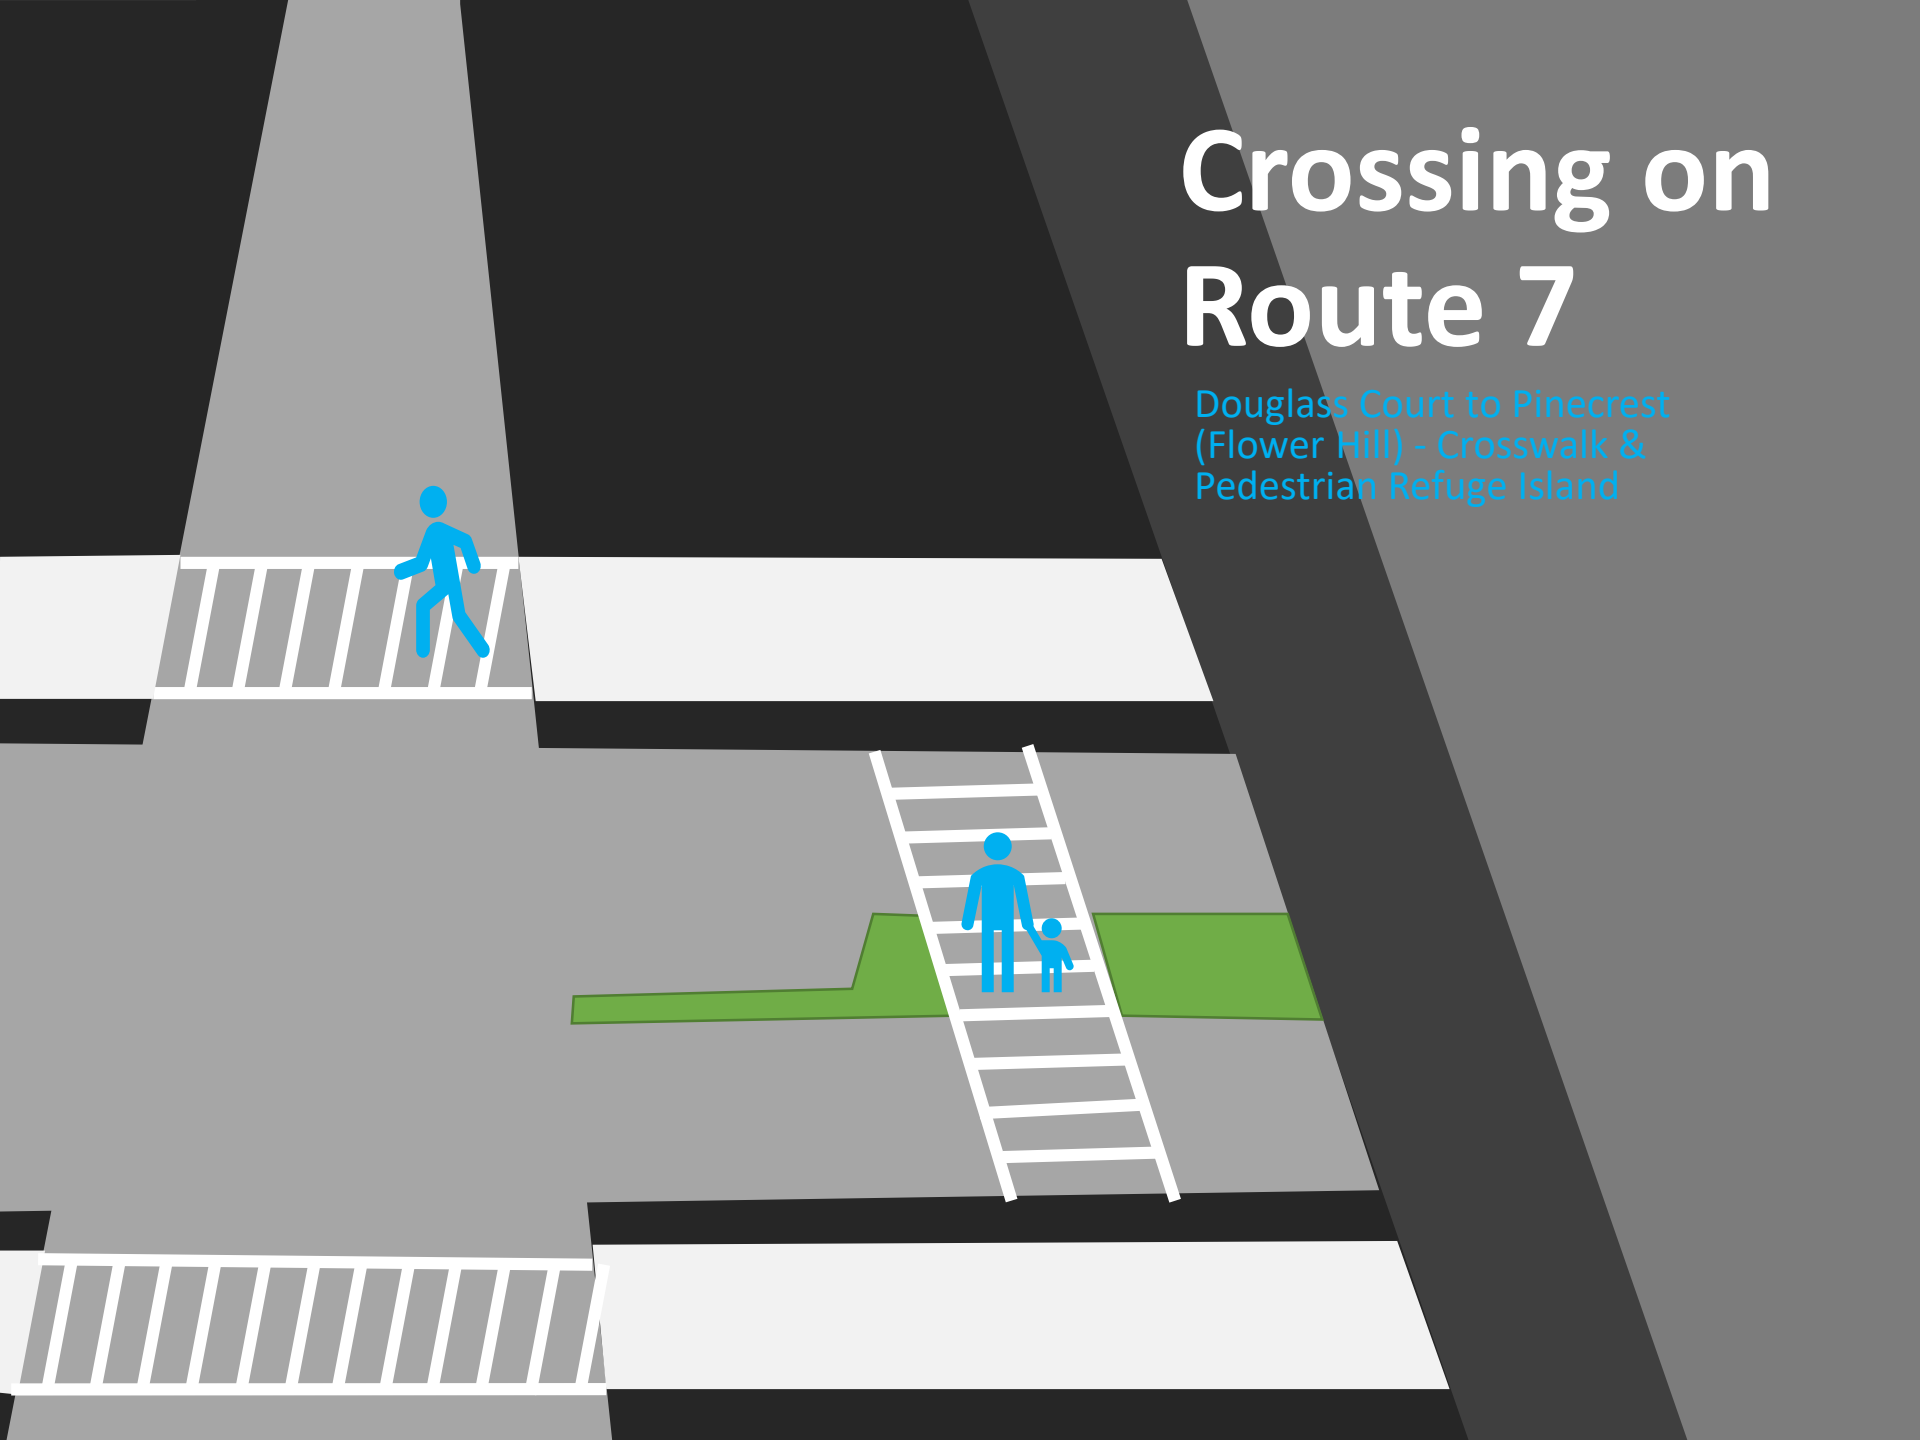 Crossing on
Route 7
Douglass Court to Pinecrest
(Flower Hill) - Crosswalk &
Pedestrian Refuge Island